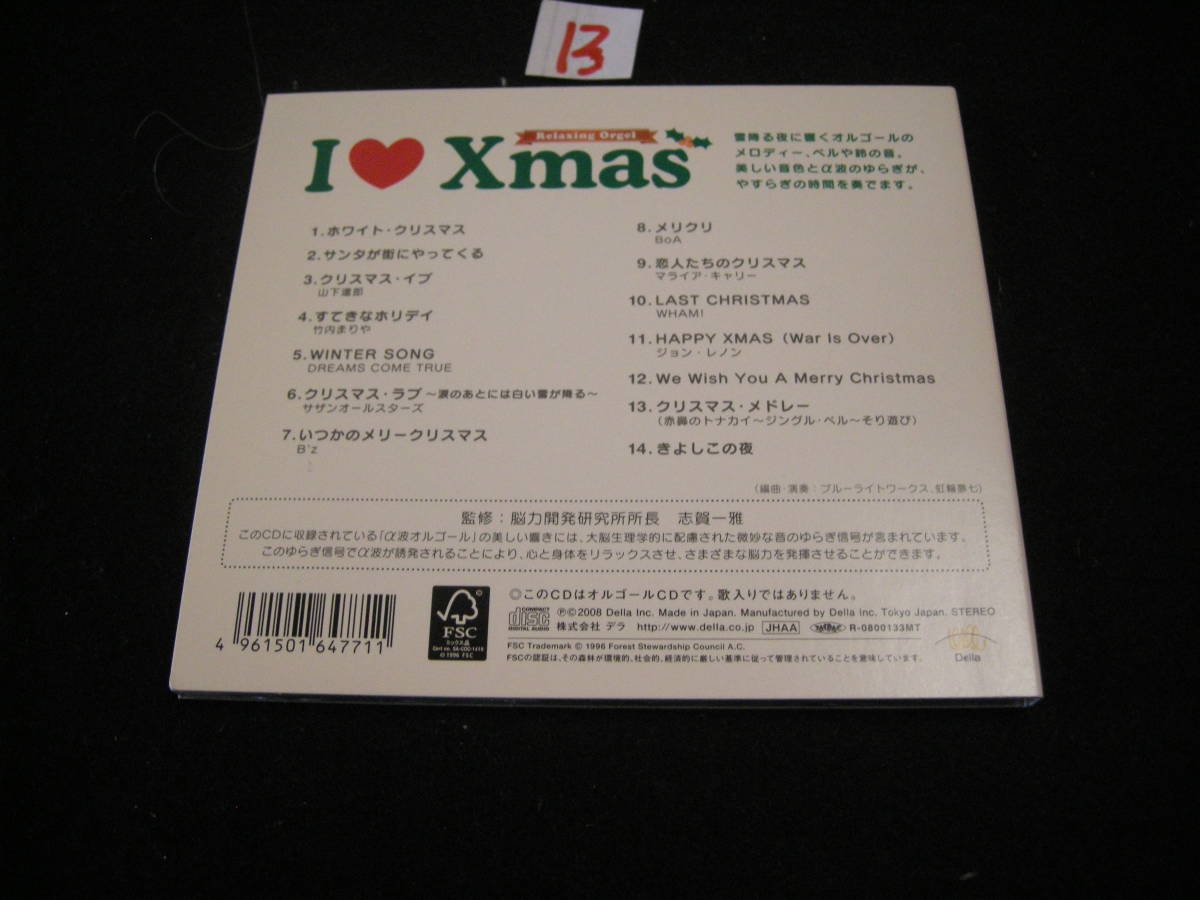 13
Relaxing Orgel
I ♥ Xmas
雪降る夜に響くオルゴールの
メロディー、ベルや鈴の音。
美しい音色とα波のゆらぎが、
やすらぎの時間を奏でます。
1.ホワイト・クリスマス
2.サンタが街にやってくる
3.クリスマス・イブ
山下達郎
4.すてきなホリデイ
竹内まりや
5.WINTER SONG
DREAMS COME TRUE
6.クリスマス・ラブ ～涙のあとには白い雪が降る～
サザンオールスターズ
7.いつかのメリークリスマス
B'z
8.メリクリ
BoA
9.恋人たちのクリスマス
マライア・キャリー
10.LAST CHRISTMAS
WHAM!
11.HAPPY XMAS (War Is Over)
ジョン・レノン
12.We Wish You A Merry Christmas
13.クリスマス・メドレー
(赤鼻のトナカイ～ジングル・ベル～そり遊び)
14.きよしこの夜
(編曲・演奏：ブルーライトワークス、虹輪夢七)
監修：脳力開発研究所所長 志賀一雅
このCDに収録されている「α波オルゴール」の美しい響きには、大脳生理学的に配慮された微妙な音のゆらぎ信号が含まれています。
このゆらぎ信号でα波が誘発されることにより、心と身体をリラックスさせ、さまざまな脳力を発揮させることができます。
4 961501 647711
FSC
ミックス品
Cert no. SA-COC-1610
© 1996 FSC
◎このCDはオルゴールCDです。歌入りではありません。
COMPACT disc DIGITAL AUDIO
℗©2008 Della Inc. Made in Japan. Manufactured by Della Inc. Tokyo Japan. STEREO
株式会社 デラ http://www.della.co.jp JHAA R-0800133MT
FSC Trademark © 1996 Forest Stewardship Council A.C.
FSCの認証は、その森林が環境的、社会的、経済的に厳しい基準に従って管理されていることを意味しています。
Della